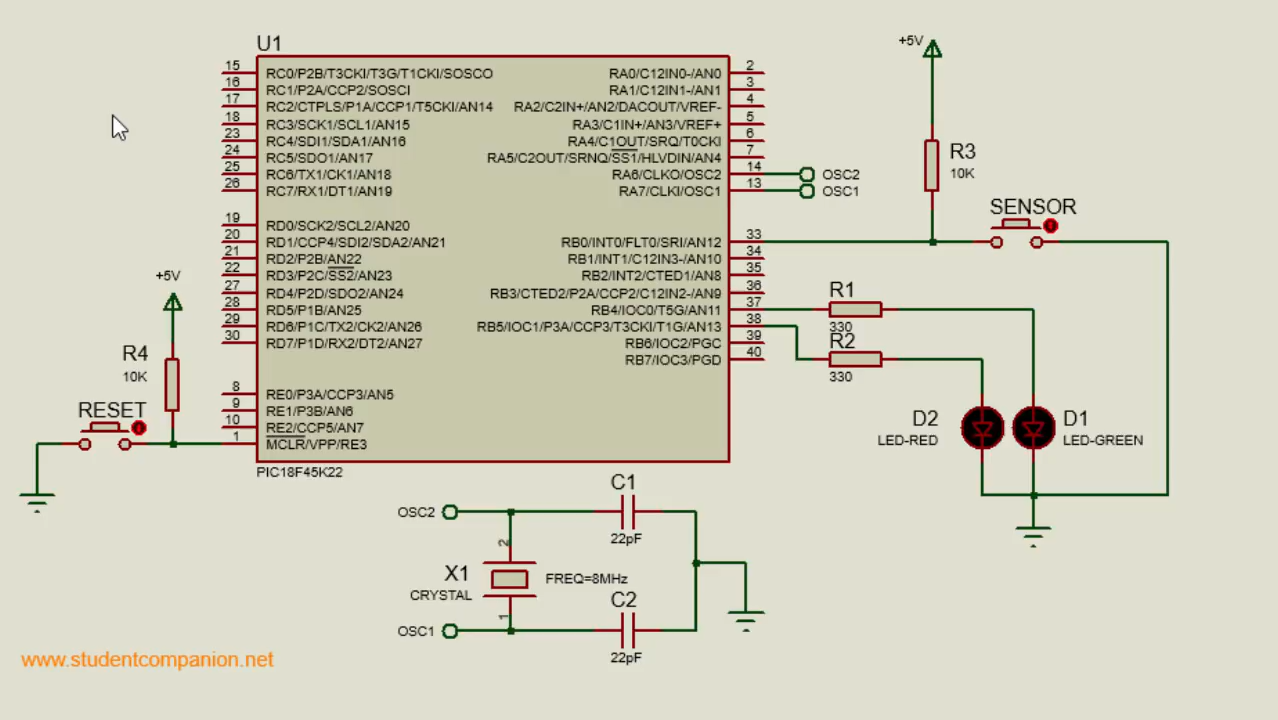 U1
15 RC0/P2B/T3CKI/T3G/T1CKI/SOSCO
16 RC1/P2A/CCP2/SOSCI
17 RC2/CTPLS/P1A/CCP1/T5CKI/AN14
18 RC3/SCK1/SCL1/AN15
23 RC4/SDI1/SDA1/AN16
24 RC5/SDO1/AN17
25 RC6/TX1/CK1/AN18
26 RC7/RX1/DT1/AN19
19 RD0/SCK2/SCL2/AN20
20 RD1/CCP4/SDI2/SDA2/AN21
21 RD2/P2B/AN22
22 RD3/P2C/SS2/AN23
27 RD4/P2D/SDO2/AN24
28 RD5/P1B/AN25
29 RD6/P1C/TX2/CK2/AN26
30 RD7/P1D/RX2/DT2/AN27
8 RE0/P3A/CCP3/AN5
9 RE1/P3B/AN6
10 RE2/CCP5/AN7
1 MCLR/VPP/RE3
RA0/C12IN0-/AN0 2
RA1/C12IN1-/AN1 3
RA2/C2IN+/AN2/DACOUT/VREF- 4
RA3/C1IN+/AN3/VREF+ 5
RA4/C1OUT/SRQ/T0CKI 6
RA5/C2OUT/SRNQ/SS1/HLVDIN/AN4 7
RA6/CLKO/OSC2 14 OSC2
RA7/CLKI/OSC1 13 OSC1
RB0/INT0/FLT0/SRI/AN12 33
RB1/INT1/C12IN3-/AN10 34
RB2/INT2/CTED1/AN8 35
RB3/CTED2/P2A/CCP2/C12IN2-/AN9 36
RB4/IOC0/T5G/AN11 37
RB5/IOC1/P3A/CCP3/T3CKI/T1G/AN13 38
RB6/IOC2/PGC 39
RB7/IOC3/PGD 40
PIC18F45K22
+5V
R4
10K
RESET
+5V
R3
10K
SENSOR
R1
330
R2
330
D2
LED-RED
D1
LED-GREEN
OSC2
C1
22pF
2
X1
CRYSTAL
FREQ=8MHz
1
OSC1
C2
22pF
www.studentcompanion.net